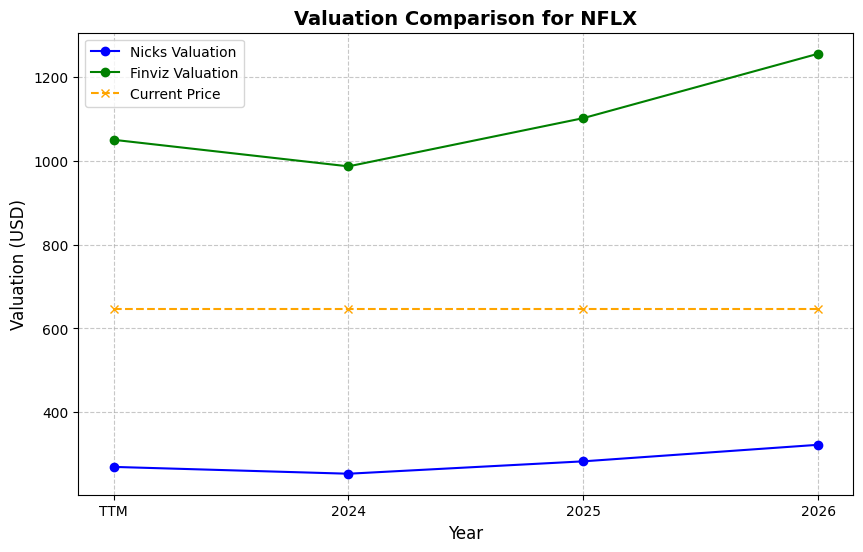 Valuation Comparison for NFLX
Nicks Valuation
Finviz Valuation
Current Price
Valuation (USD)
1200
1000
800
600
400
TTM 2024 2025 2026
Year